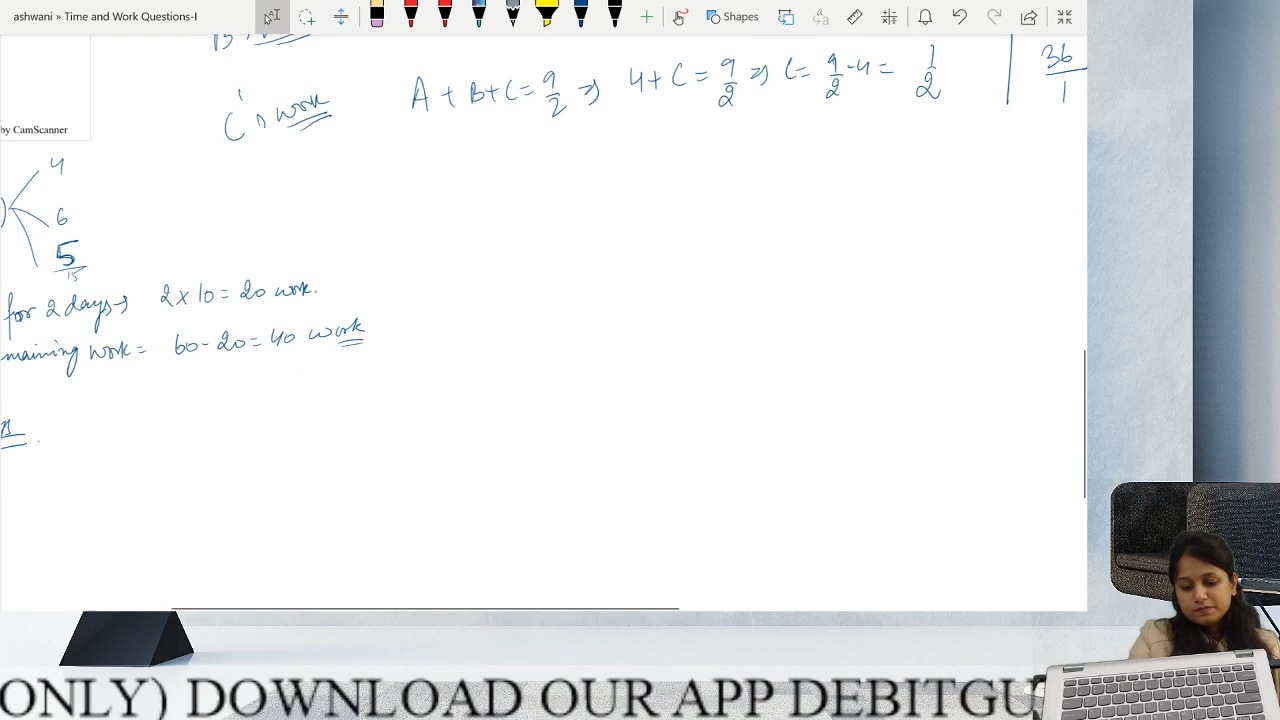 ashwani » Time and Work Questions-I
Shapes
A + B + C = 9/2 ⇒ 4 + C = 9/2 ⇒ C = 9/2 - 4 = 1/2
36/1
C's work
by CamScanner
4
6
5
15
for 2 days → 2 × 10 = 20 work.
maining work = 60 - 20 = 40 work
ONLY) DOWNLOAD OUR APP DEBITGU